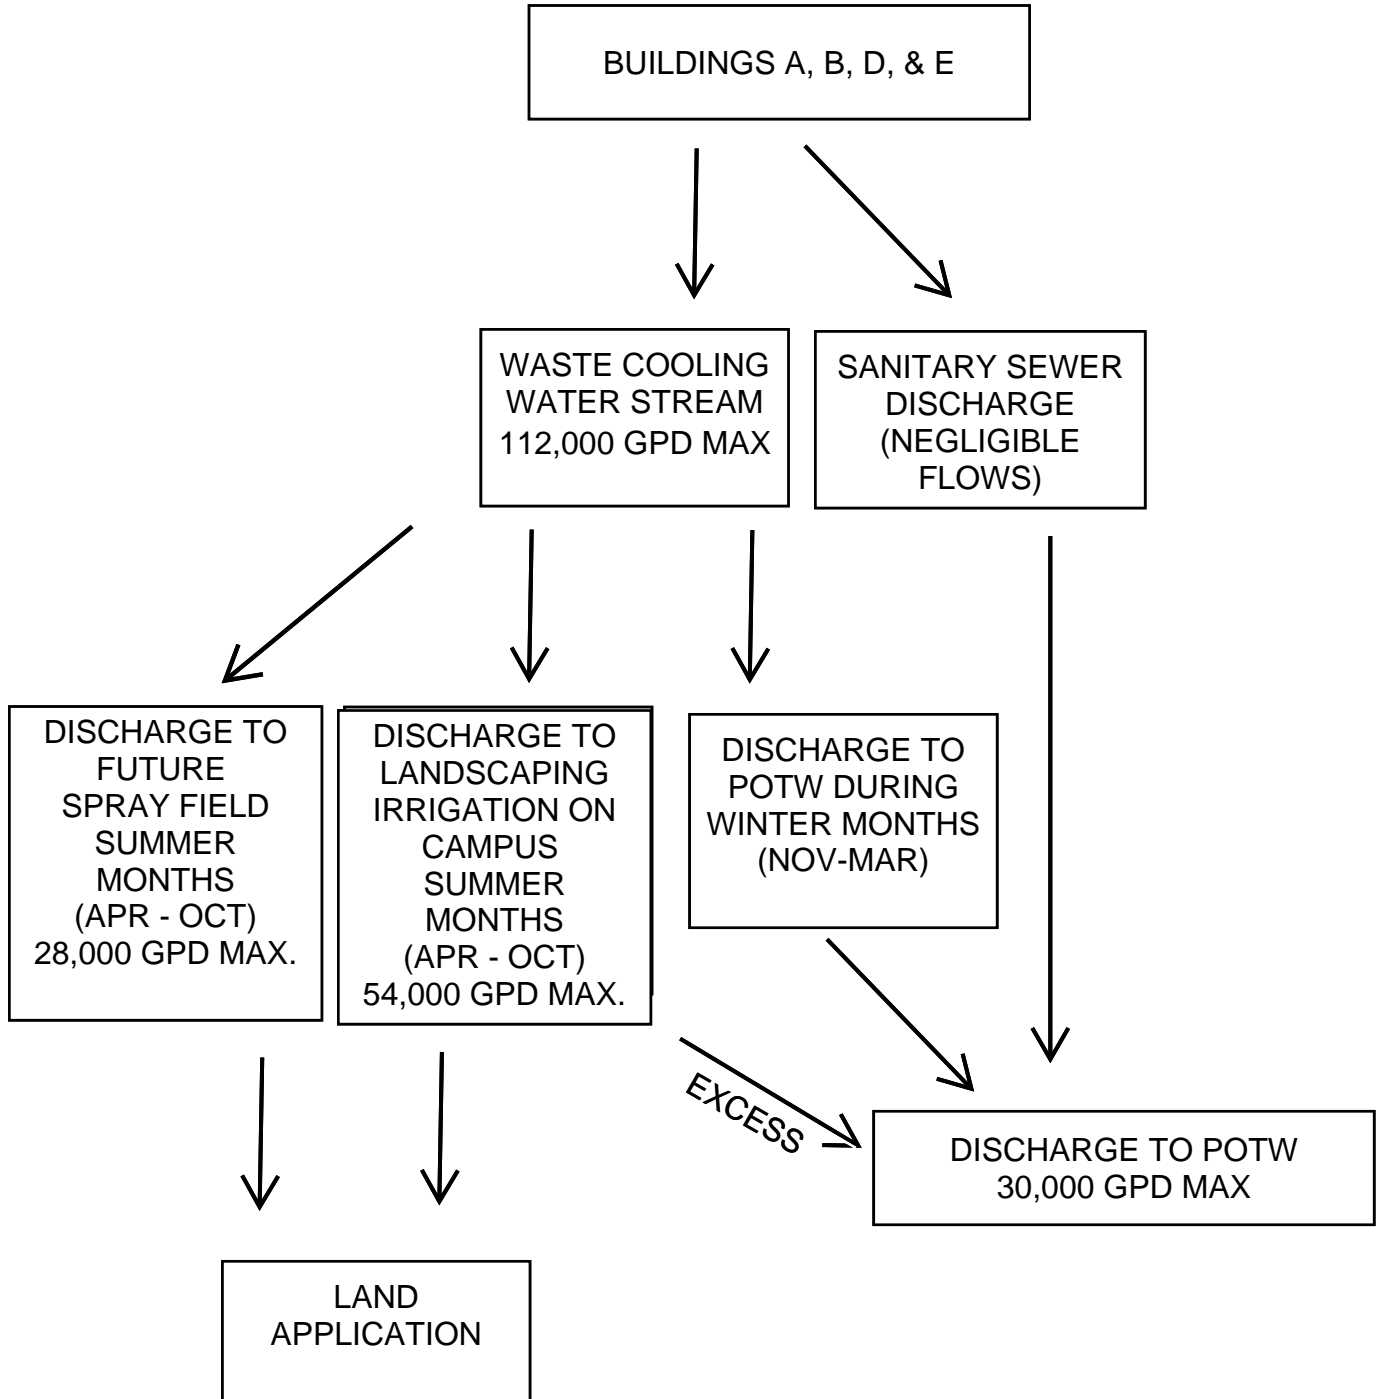 BUILDINGS A, B, D, & E
WASTE COOLING
WATER STREAM
112,000 GPD MAX
SANITARY SEWER
DISCHARGE
(NEGLIGIBLE
FLOWS)
DISCHARGE TO
FUTURE
SPRAY FIELD
SUMMER
MONTHS
(APR - OCT)
28,000 GPD MAX.
DISCHARGE TO
LANDSCAPING
IRRIGATION ON
CAMPUS
SUMMER
MONTHS
(APR - OCT)
54,000 GPD MAX.
DISCHARGE TO
POTW DURING
WINTER MONTHS
(NOV-MAR)
EXCESS
DISCHARGE TO POTW
30,000 GPD MAX
LAND
APPLICATION